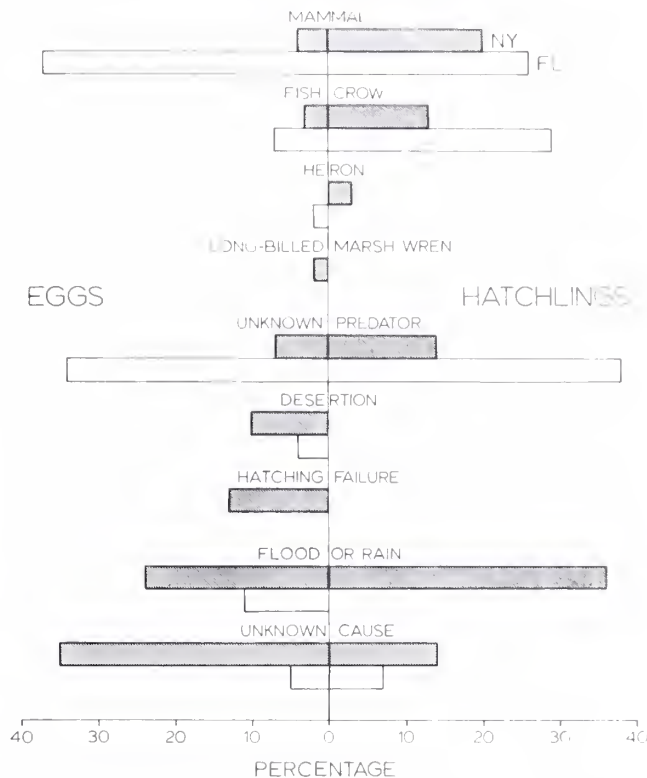 MAMMAL
NY
FL
FISH CROW
HERON
LONG-BILLED MARSH WREN
EGGS HATCHLINGS
UNKNOWN PREDATOR
DESERTION
HATCHING FAILURE
FLOOD OR RAIN
UNKNOWN CAUSE
40 30 20 10 0 10 20 30 40
PERCENTAGE